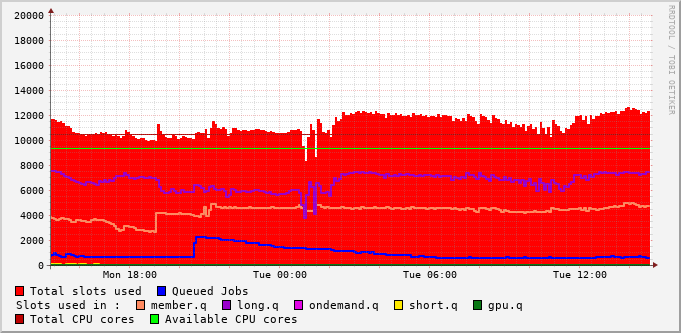 20000
18000
16000
14000
12000
10000
8000
6000
4000
2000
0
Mon 18:00 Tue 00:00 Tue 06:00 Tue 12:00
Total slots used Queued Jobs
Slots used in : member.q long.q ondemand.q short.q gpu.q
Total CPU cores Available CPU cores
RRDTOOL / TOBI OETIKER